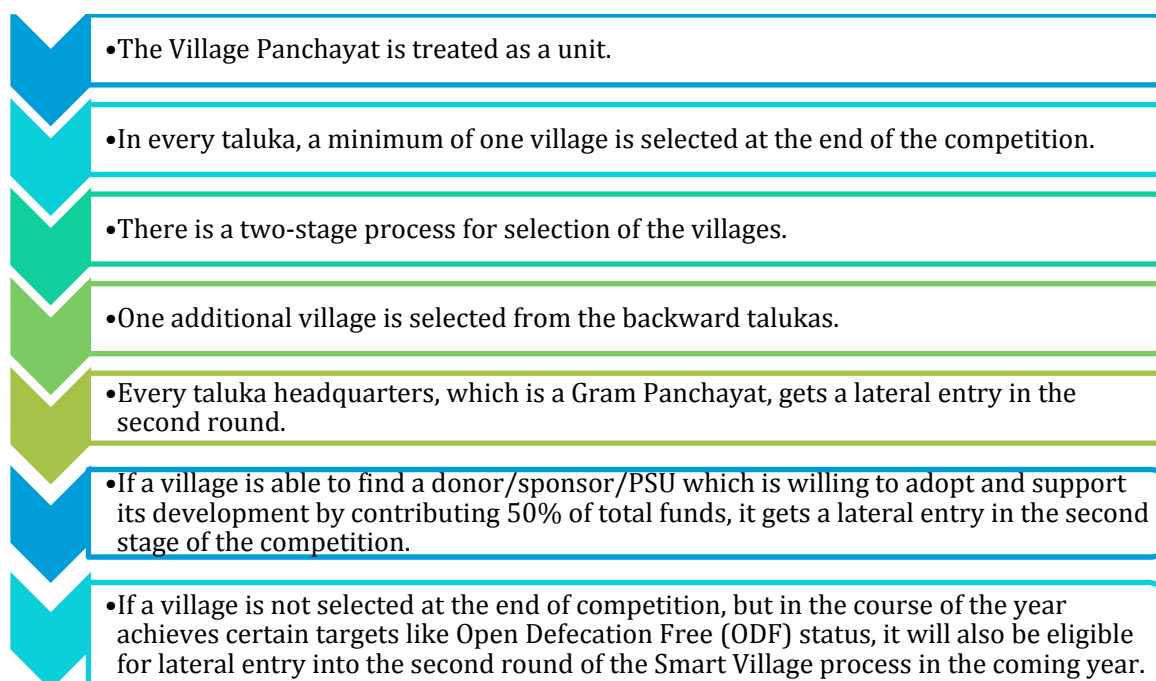 •The Village Panchayat is treated as a unit.
•In every taluka, a minimum of one village is selected at the end of the competition.
•There is a two-stage process for selection of the villages.
•One additional village is selected from the backward talukas.
•Every taluka headquarters, which is a Gram Panchayat, gets a lateral entry in the
second round.
•If a village is able to find a donor/sponsor/PSU which is willing to adopt and support
its development by contributing 50% of total funds, it gets a lateral entry in the second
stage of the competition.
•If a village is not selected at the end of competition, but in the course of the year
achieves certain targets like Open Defecation Free (ODF) status, it will also be eligible
for lateral entry into the second round of the Smart Village process in the coming year.